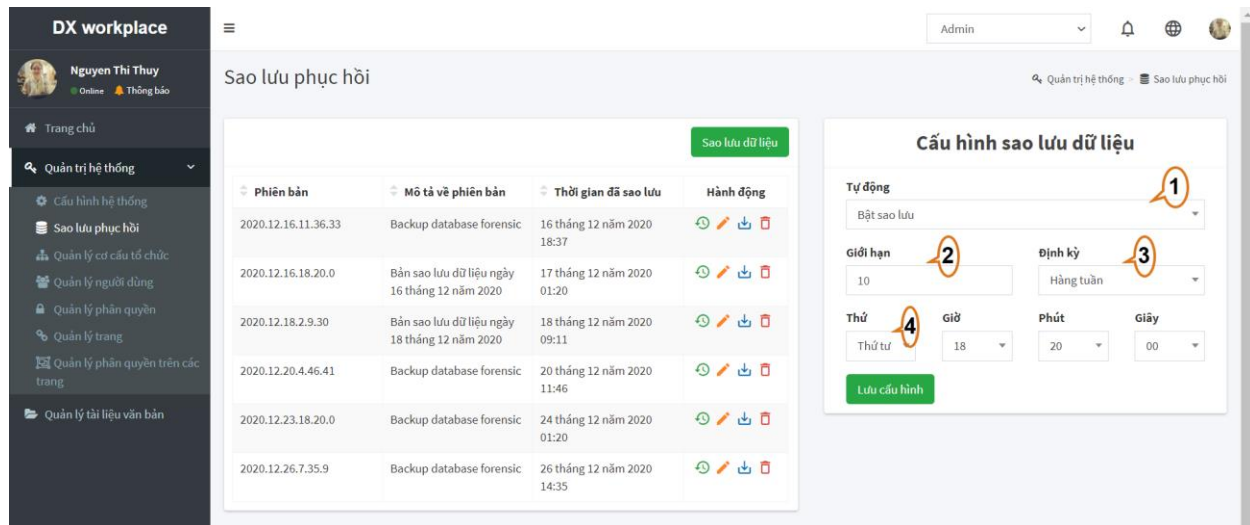 DX workplace
Admin
Nguyen Thi Thuy
Online Thông báo
Trang chủ
Quản trị hệ thống
Cấu hình hệ thống
Sao lưu phục hồi
Quản lý cơ cấu tổ chức
Quản lý người dùng
Quản lý phân quyền
Quản lý trang
Quản lý phân quyền trên các
trang
Quản lý tài liệu văn bản
Sao lưu phục hồi
Quản trị hệ thống > Sao lưu phục hồi
Sao lưu dữ liệu
Phiên bản Mô tả về phiên bản Thời gian đã sao lưu Hành động
2020.12.16.11.36.33 Backup database forensic 16 tháng 12 năm 2020
18:37
2020.12.16.18.20.0 Bản sao lưu dữ liệu ngày 17 tháng 12 năm 2020
16 tháng 12 năm 2020 01:20
2020.12.18.2.9.30 Bản sao lưu dữ liệu ngày 18 tháng 12 năm 2020
18 tháng 12 năm 2020 09:11
2020.12.20.4.46.41 Backup database forensic 20 tháng 12 năm 2020
11:46
2020.12.23.18.20.0 Backup database forensic 24 tháng 12 năm 2020
01:20
2020.12.26.7.35.9 Backup database forensic 26 tháng 12 năm 2020
14:35
Cấu hình sao lưu dữ liệu
Tự động 1
Bật sao lưu
Giới hạn 2 Định kỳ 3
10 Hàng tuần
Thứ 4 Giờ Phút Giây
Thứ tư 18 20 00
Lưu cấu hình